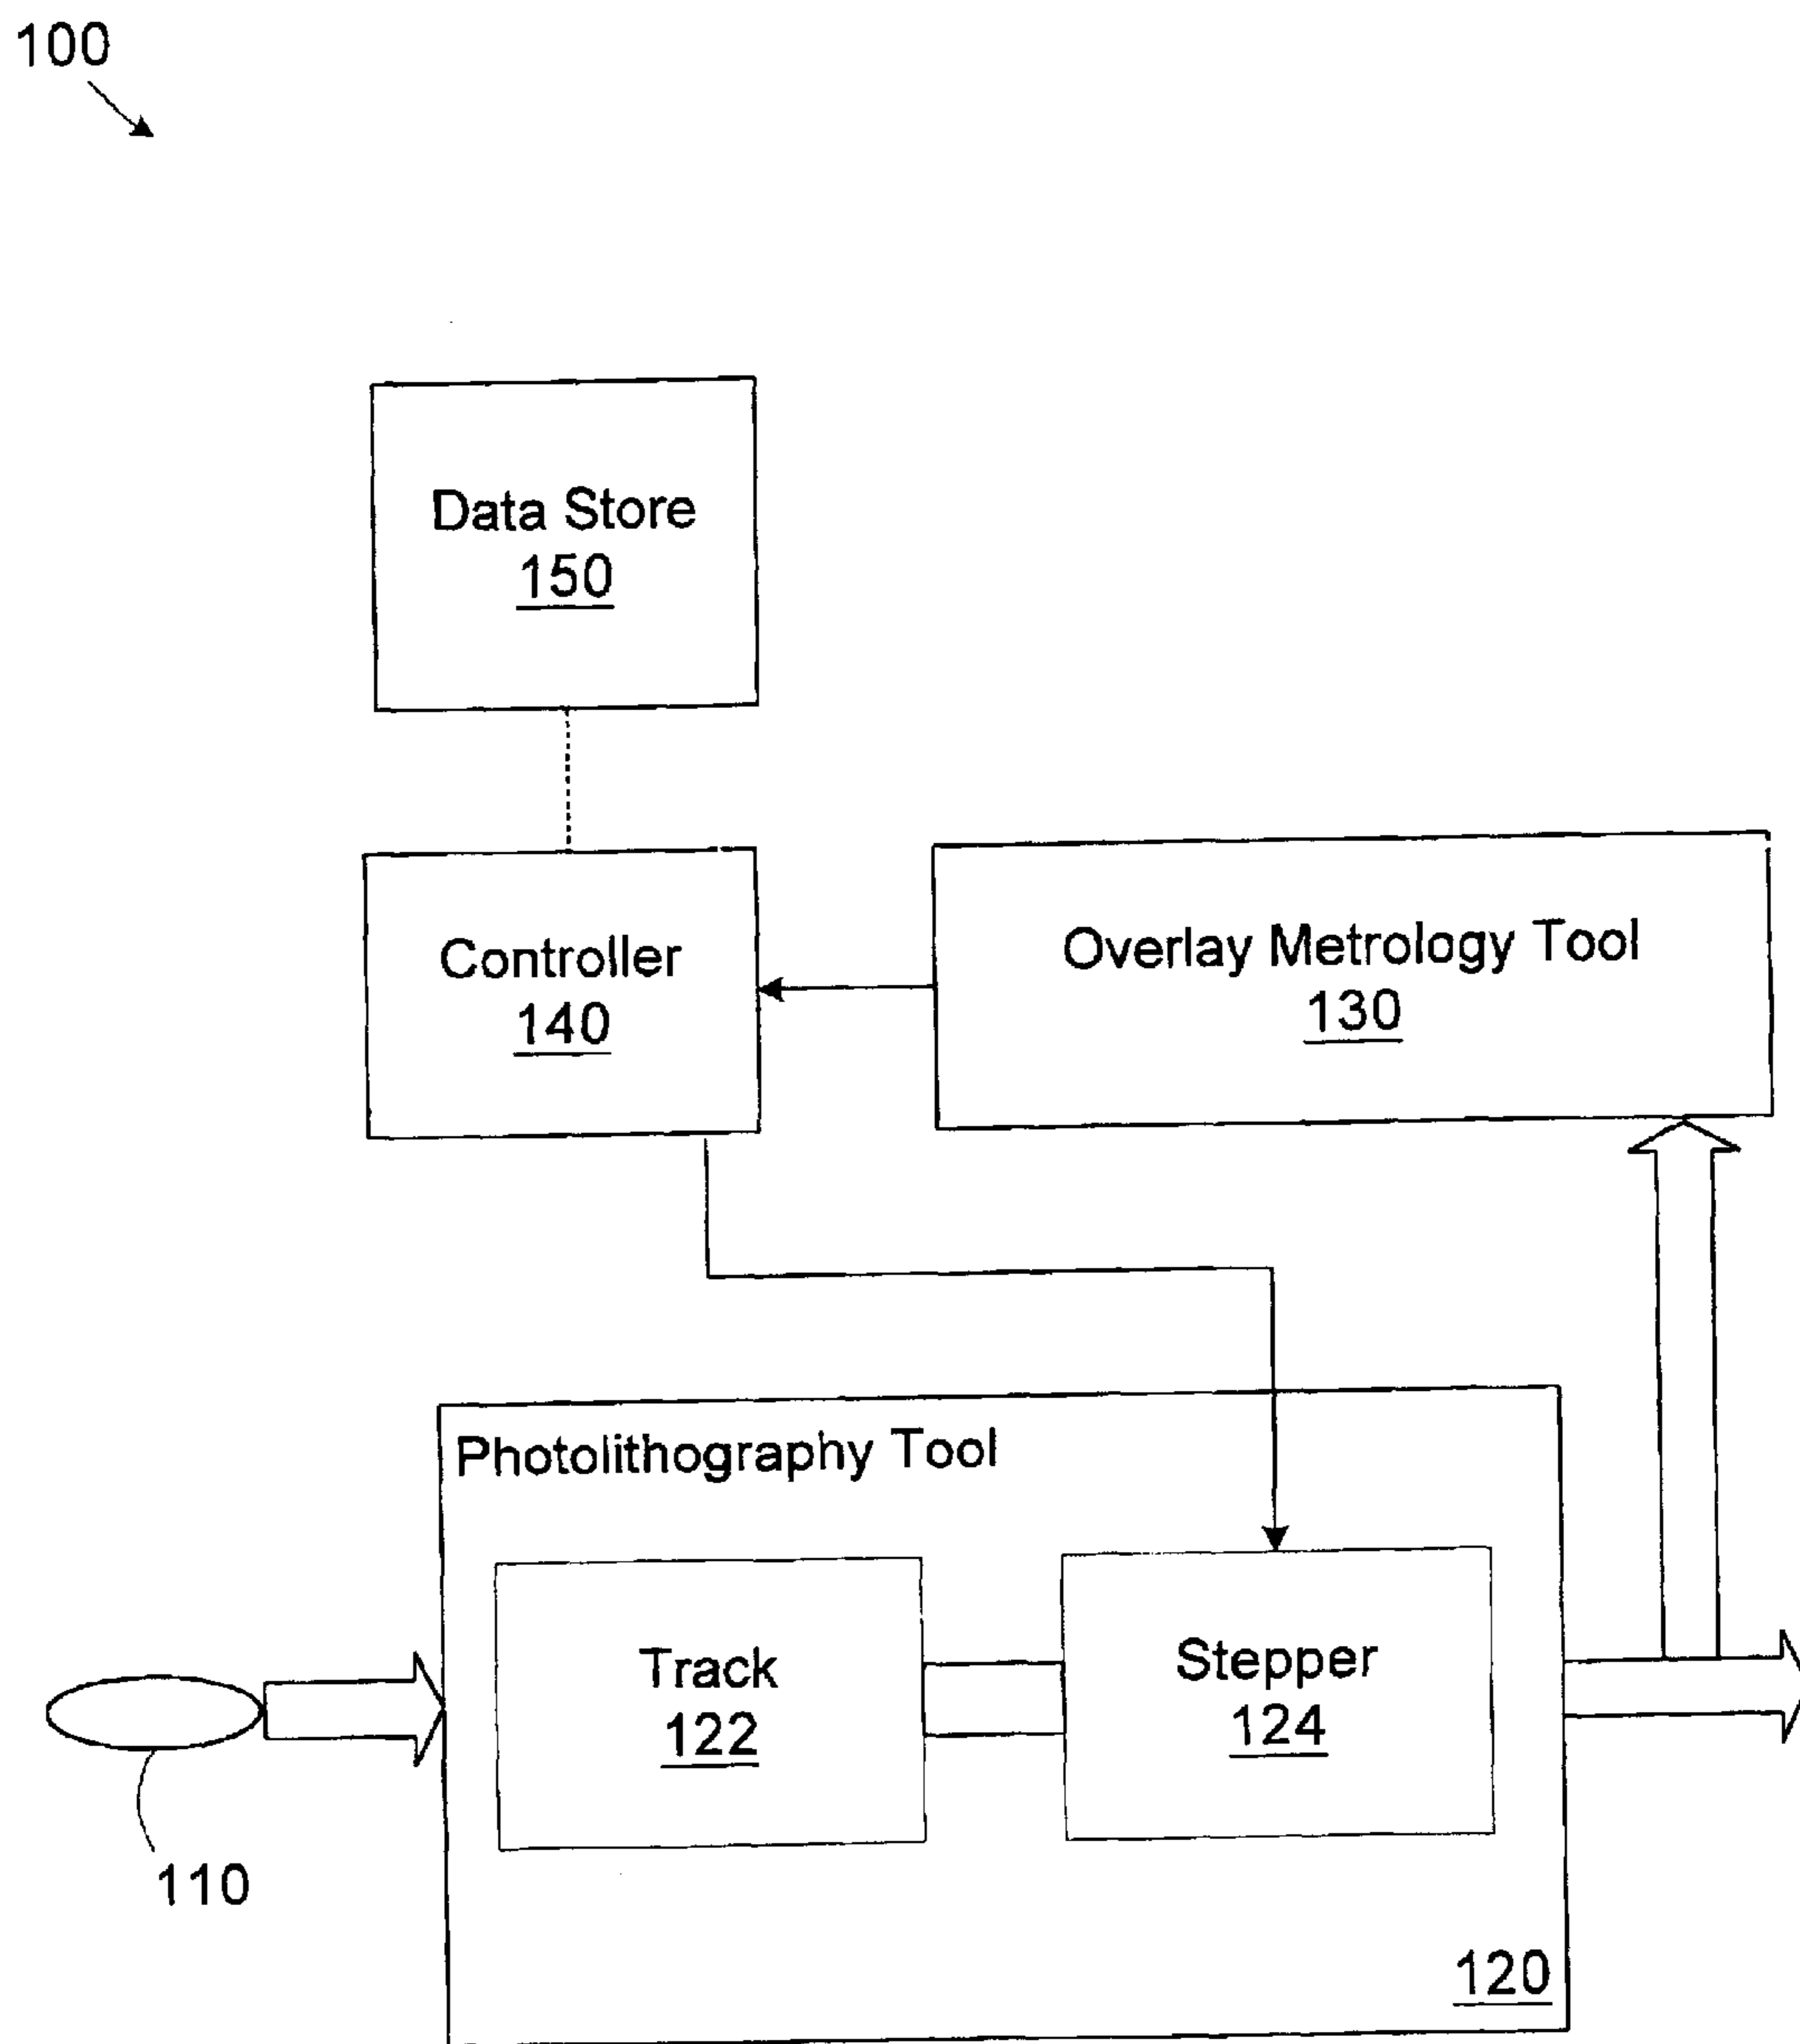 100
Data Store
150
Controller
140
Overlay Metrology Tool
130
Photolithography Tool
Track
122
Stepper
124
110
120